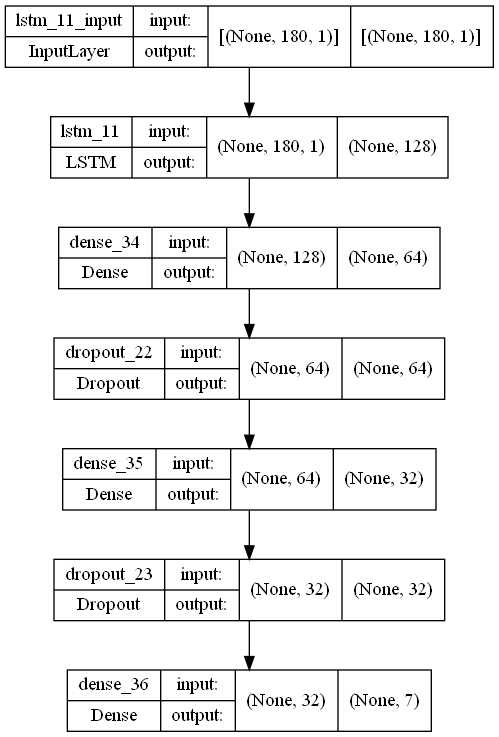 lstm_11_input input: [(None, 180, 1)] [(None, 180, 1)]
InputLayer output:
lstm_11 input: (None, 180, 1) (None, 128)
LSTM output:
dense_34 input: (None, 128) (None, 64)
Dense output:
dropout_22 input: (None, 64) (None, 64)
Dropout output:
dense_35 input: (None, 64) (None, 32)
Dense output:
dropout_23 input: (None, 32) (None, 32)
Dropout output:
dense_36 input: (None, 32) (None, 7)
Dense output: